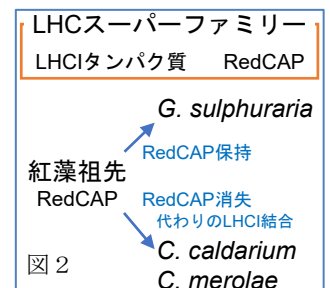 LHCスーパーファミリー
LHCIタンパク質 RedCAP
G. sulphuraria
RedCAP保持
紅藻祖先
RedCAP
RedCAP消失
代わりのLHCI結合
C. caldarium
C. merolae
図２